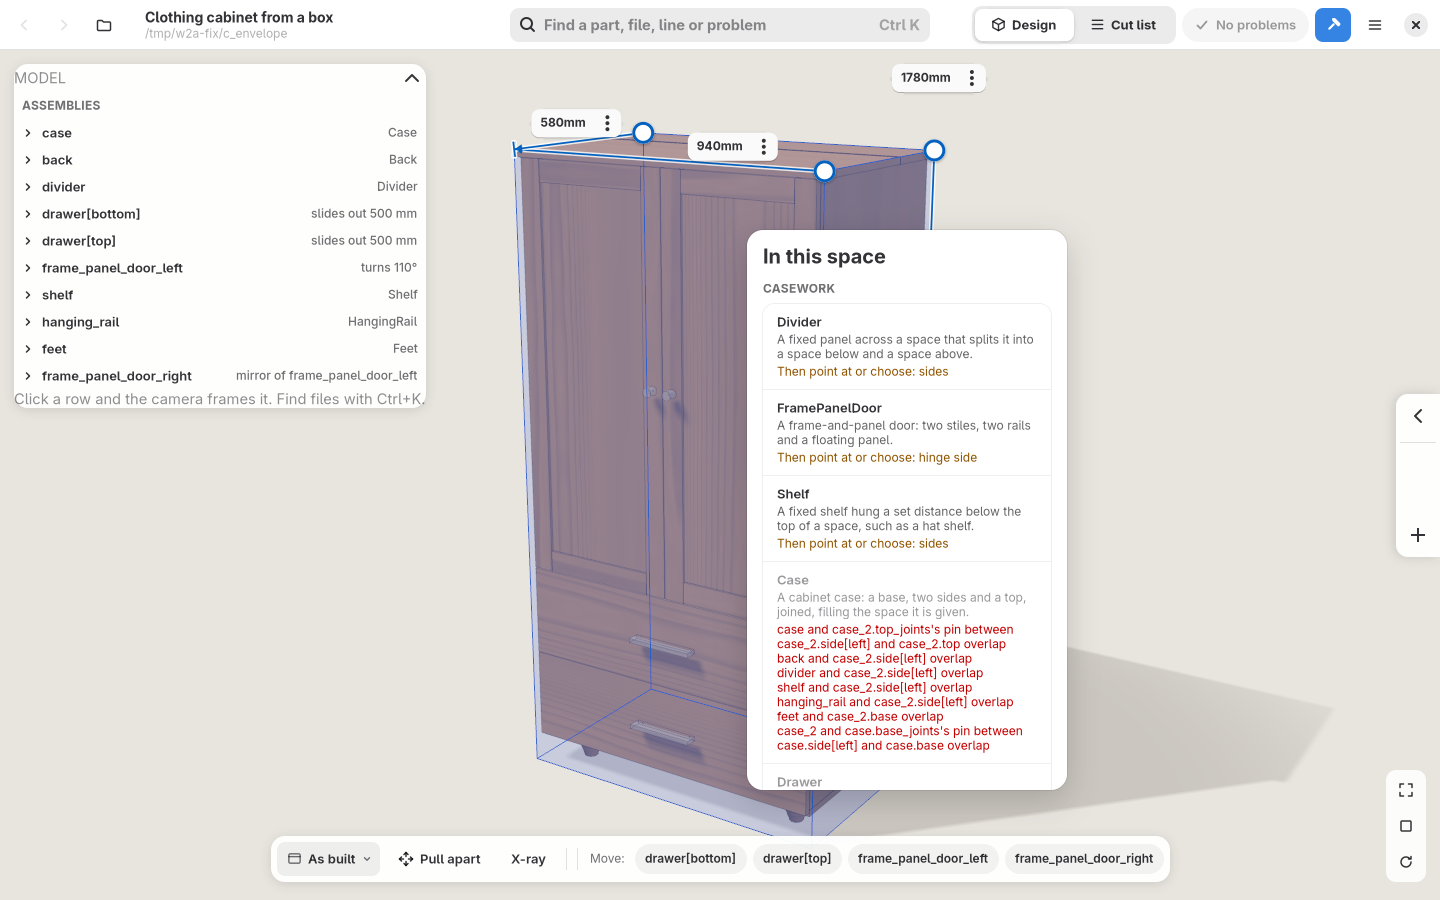 Clothing cabinet from a box
/tmp/w2a-fix/c_envelope
Find a part, file, line or problem
Ctrl K
Design
Cut list
No problems
MODEL
ASSEMBLIES
case Case
back Back
divider Divider
drawer[bottom] slides out 500 mm
drawer[top] slides out 500 mm
frame_panel_door_left turns 110°
shelf Shelf
hanging_rail HangingRail
feet Feet
frame_panel_door_right mirror of frame_panel_door_left
Click a row and the camera frames it. Find files with Ctrl+K.
1780mm
580mm
940mm
In this space
CASEWORK
Divider
A fixed panel across a space that splits it into
a space below and a space above.
Then point at or choose: sides
FramePanelDoor
A frame-and-panel door: two stiles, two rails
and a floating panel.
Then point at or choose: hinge side
Shelf
A fixed shelf hung a set distance below the
top of a space, such as a hat shelf.
Then point at or choose: sides
Case
A cabinet case: a base, two sides and a top,
joined, filling the space it is given.
case and case_2.top_joints's pin between
case_2.side[left] and case_2.top overlap
back and case_2.side[left] overlap
divider and case_2.side[left] overlap
shelf and case_2.side[left] overlap
hanging_rail and case_2.side[left] overlap
feet and case_2.base overlap
case_2 and case.base_joints's pin between
case.side[left] and case.base overlap
Drawer
As built
Pull apart
X-ray
Move:
drawer[bottom]
drawer[top]
frame_panel_door_left
frame_panel_door_right